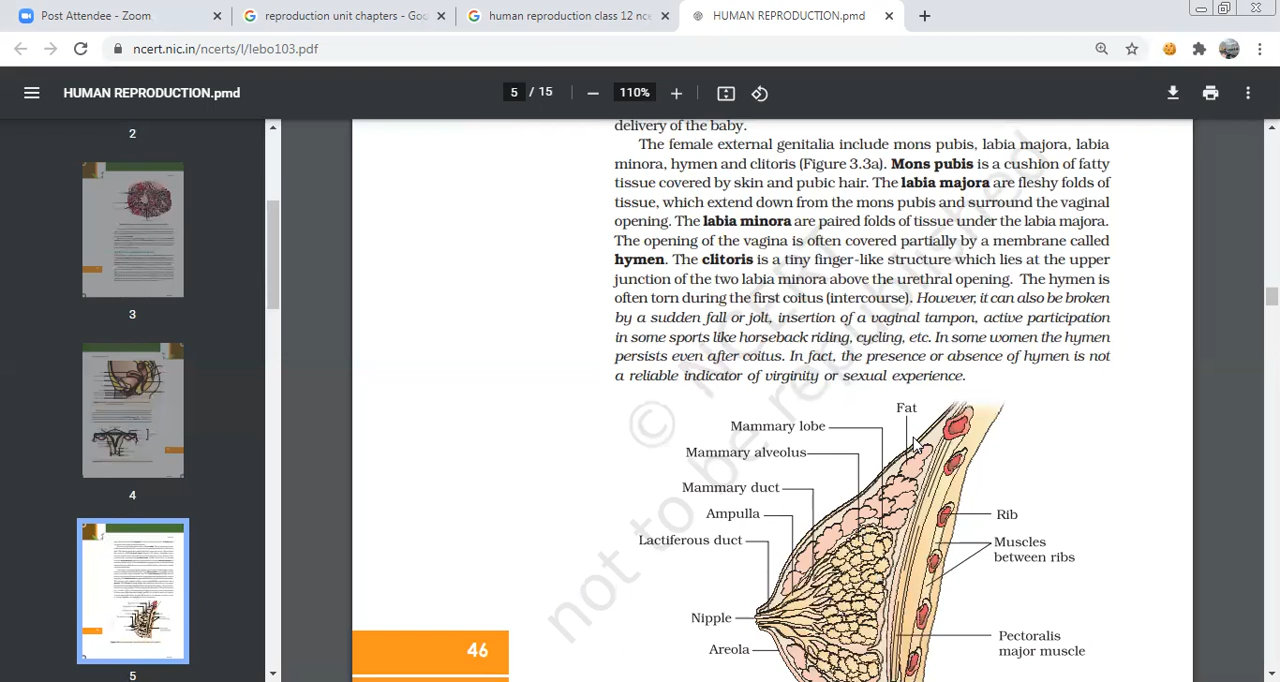 Post Attendee - Zoom
reproduction unit chapters - Goo
human reproduction class 12 nce
HUMAN REPRODUCTION.pmd
ncert.nic.in/ncerts/l/lebo103.pdf
HUMAN REPRODUCTION.pmd
5 / 15
110%
2
3
4
5
delivery of the baby.
The female external genitalia include mons pubis, labia majora, labia
minora, hymen and clitoris (Figure 3.3a). Mons pubis is a cushion of fatty
tissue covered by skin and pubic hair. The labia majora are fleshy folds of
tissue, which extend down from the mons pubis and surround the vaginal
opening. The labia minora are paired folds of tissue under the labia majora.
The opening of the vagina is often covered partially by a membrane called
hymen. The clitoris is a tiny finger-like structure which lies at the upper
junction of the two labia minora above the urethral opening. The hymen is
often torn during the first coitus (intercourse). However, it can also be broken
by a sudden fall or jolt, insertion of a vaginal tampon, active participation
in some sports like horseback riding, cycling, etc. In some women the hymen
persists even after coitus. In fact, the presence or absence of hymen is not
a reliable indicator of virginity or sexual experience.
Fat
Mammary lobe
Mammary alveolus
Mammary duct
Ampulla
Lactiferous duct
Nipple
Areola
Rib
Muscles
between ribs
Pectoralis
major muscle
46
© NCERT
not to be republished